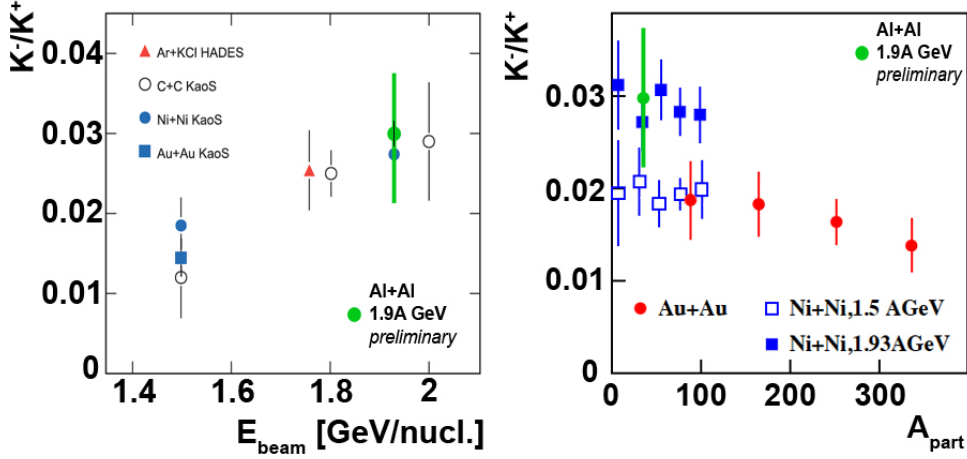 K⁻/K⁺
0.04
0.03
0.02
0.01
0
Ar+KCl HADES
C+C KaoS
Ni+Ni KaoS
Au+Au KaoS
Al+Al
1.9A GeV
preliminary
1.4
1.6
1.8
2
E_beam [GeV/nucl.]
K⁻/K⁺
0.03
0.02
0.01
0
Al+Al
1.9A GeV
preliminary
Au+Au
Ni+Ni,1.5 AGeV
Ni+Ni,1.93AGeV
0
100
200
300
A_part